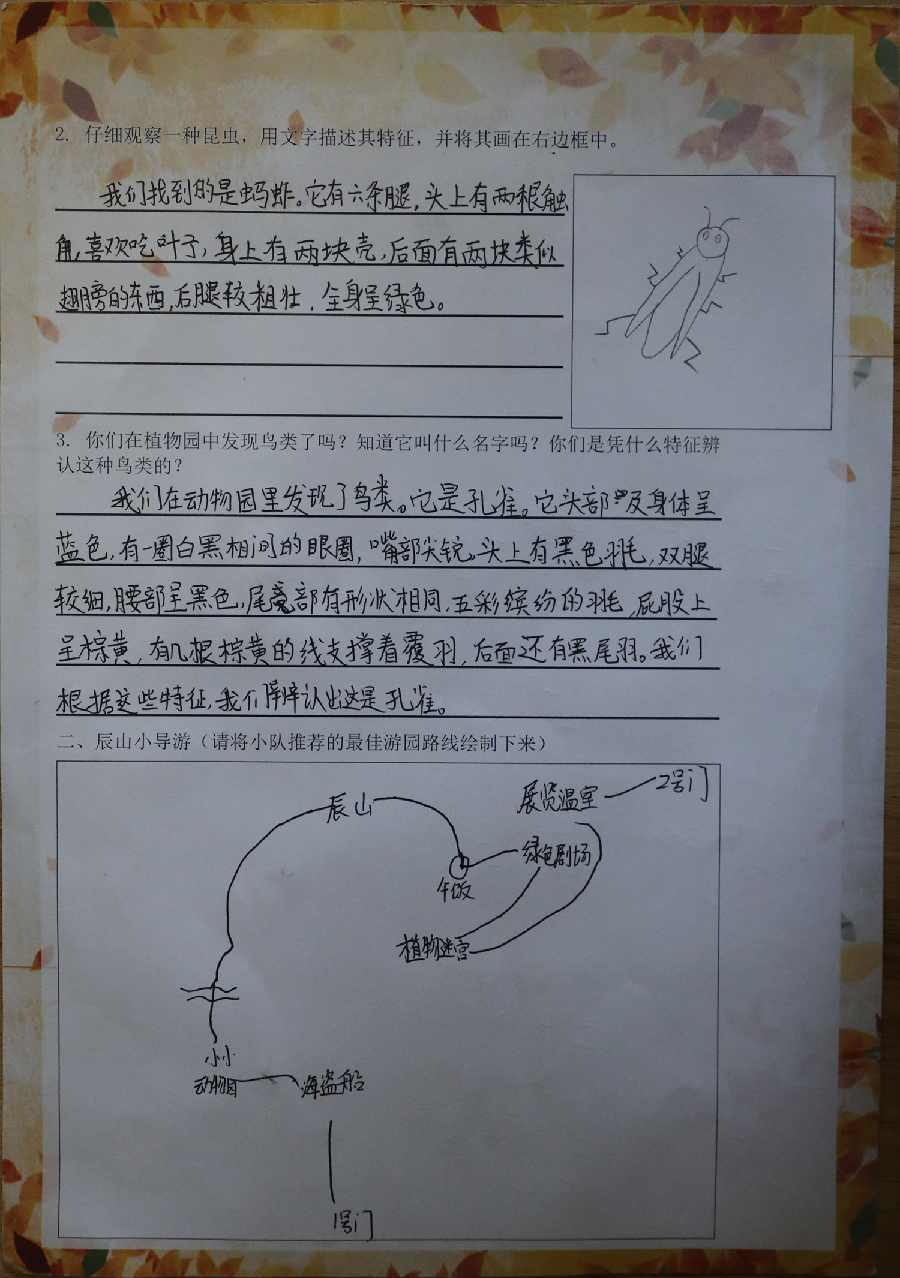 2. 仔细观察一种昆虫，用文字描述其特征，并将其画在右边框中。
我们找到的是蚂蚱。它有六条腿，头上有两根触
角，喜欢吃叶子，身上有两块壳，后面有两块类似
翅膀的东西，后腿较粗壮，全身呈绿色。
3. 你们在植物园中发现鸟类了吗？知道它叫什么名字吗？你们是凭什么特征辨
认这种鸟类的？
我们在动物园里发现了鸟类。它是孔雀。它头部及身体呈
蓝色，有一圈白黑相间的眼圈，嘴部尖锐。头上有黑色羽毛，双腿
较细，腰部呈黑色，尾部有形状相同，五彩缤纷的羽毛，屁股上
呈棕黄，有几根棕黄的线支撑着覆羽，后面还有黑尾羽。我们
根据这些特征，我们辨认出这是孔雀。
二、辰山小导游（请将小队推荐的最佳游园路线绘制下来）
展览温室
2号门
辰山
绿色剧场
午饭
植物迷宫
小小
动物园
海盗船
1号门